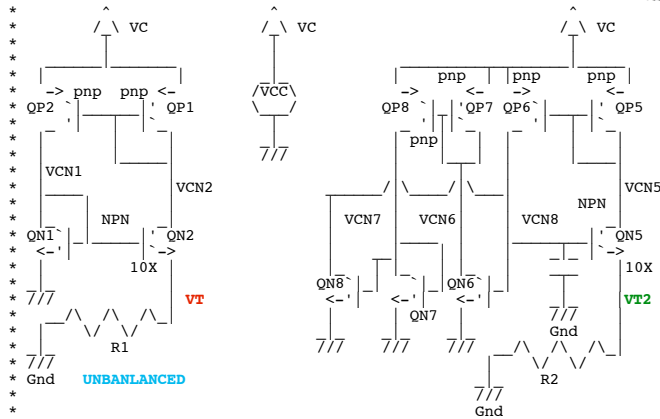 VC VC VC
pnp pnp pnp pnp
pnp pnp VCC
QP2 QP1 QP8 QP7 QP6 QP5
pnp
VCN1
VCN2 VCN5
NPN NPN
VCN7 VCN6 VCN8
QN1 QN2 QN5
10X 10X
QN8 QN6
VT VT2
QN7
Gnd
R1
R2
Gnd UNBANLANCED
Gnd